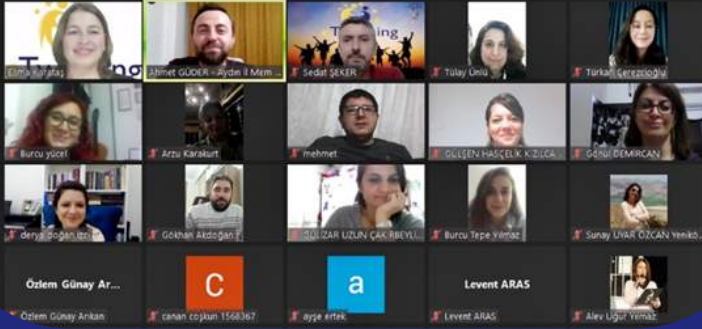 Esma Karataş
Ahmet GÜDER - Aydın İl Mem ...
Sedat ŞEKER
Tülay Ünlü
Türkan Çerezcioğlu
Burcu yücel
Arzu Karakurt
mehmet
GÜLŞEN HASÇELİK KIZILCA
Gönül DEMİRCAN
derya doğan
Gökhan Akdoğan
GÜLİZAR UZUN ÇAK
Burcu Tepe Yılmaz
Sunay UYAR ÖZCAN Yenikö...
Özlem Günay Ar...
Özlem Günay Arıkan
C
canan coşkun 1568367
a
ayşe ertek
Levent ARAS
Levent ARAS
Alev Uğur Yılmaz